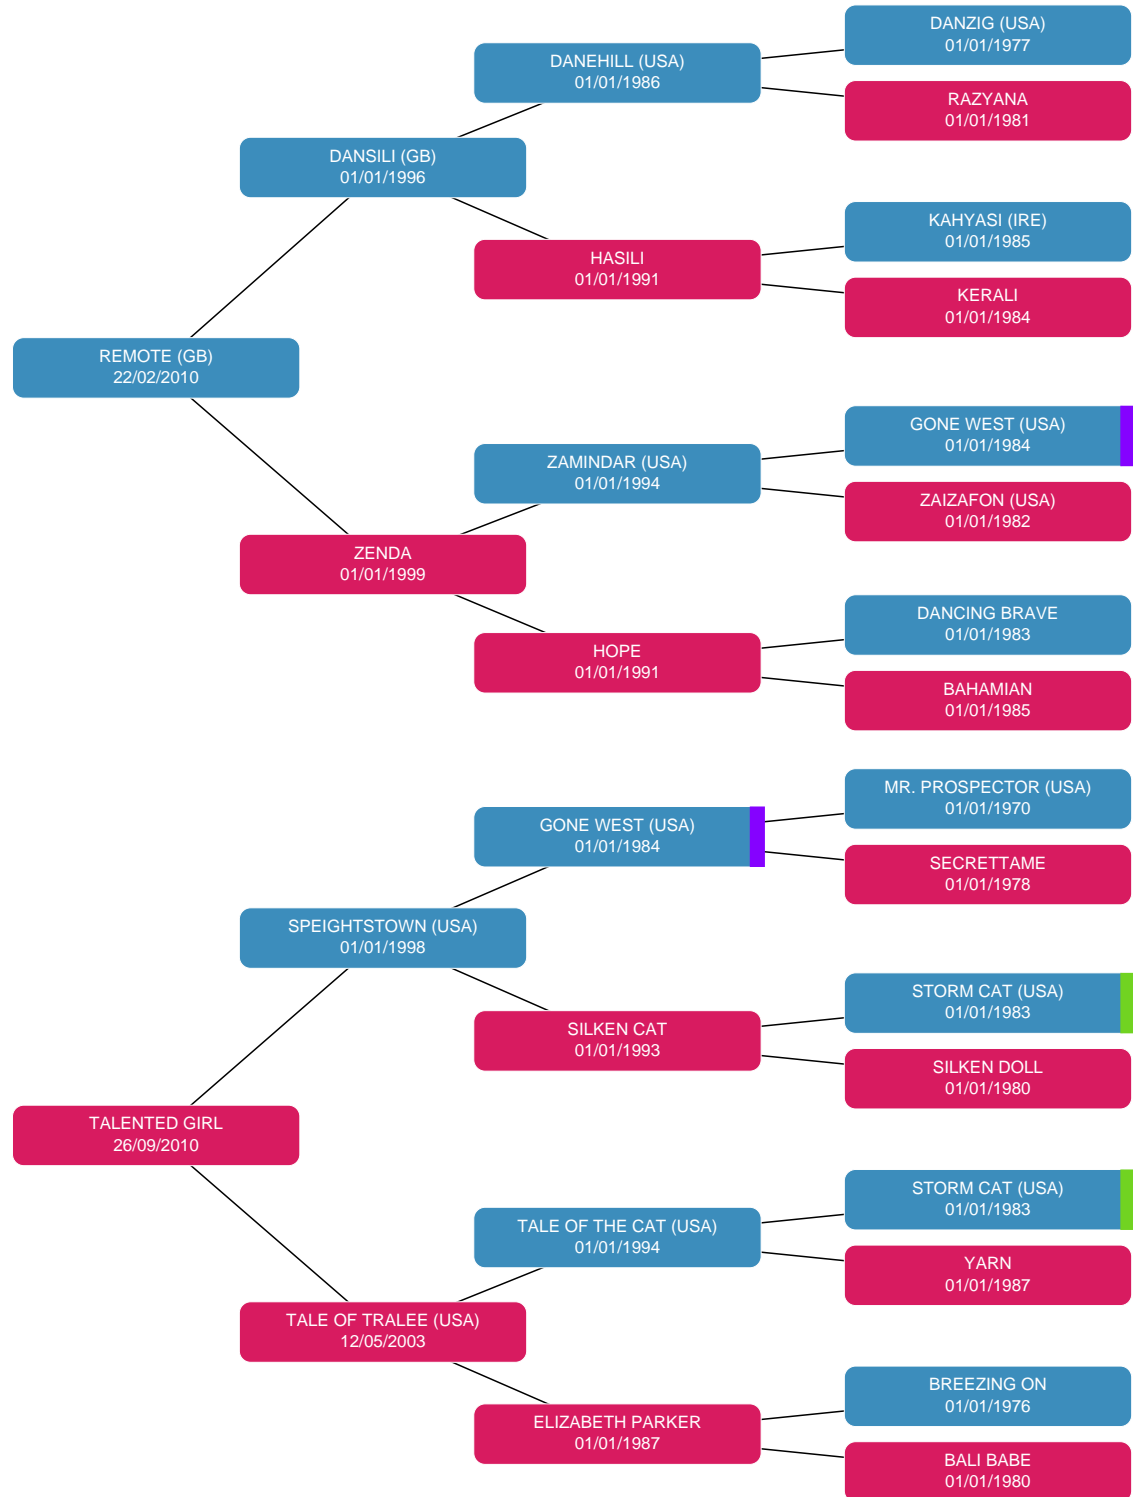 DANZIG (USA)
01/01/1977
DANEHILL (USA)
01/01/1986
RAZYANA
01/01/1981
DANSILI (GB)
01/01/1996
KAHYASI (IRE)
01/01/1985
HASILI
01/01/1991
KERALI
01/01/1984
REMOTE (GB)
22/02/2010
GONE WEST (USA)
01/01/1984
ZAMINDAR (USA)
01/01/1994
ZAIZAFON (USA)
01/01/1982
ZENDA
01/01/1999
DANCING BRAVE
01/01/1983
HOPE
01/01/1991
BAHAMIAN
01/01/1985
MR. PROSPECTOR (USA)
01/01/1970
GONE WEST (USA)
01/01/1984
SECRETTAME
01/01/1978
SPEIGHTSTOWN (USA)
01/01/1998
STORM CAT (USA)
01/01/1983
SILKEN CAT
01/01/1993
SILKEN DOLL
01/01/1980
TALENTED GIRL
26/09/2010
STORM CAT (USA)
01/01/1983
TALE OF THE CAT (USA)
01/01/1994
YARN
01/01/1987
TALE OF TRALEE (USA)
12/05/2003
BREEZING ON
01/01/1976
ELIZABETH PARKER
01/01/1987
BALI BABE
01/01/1980